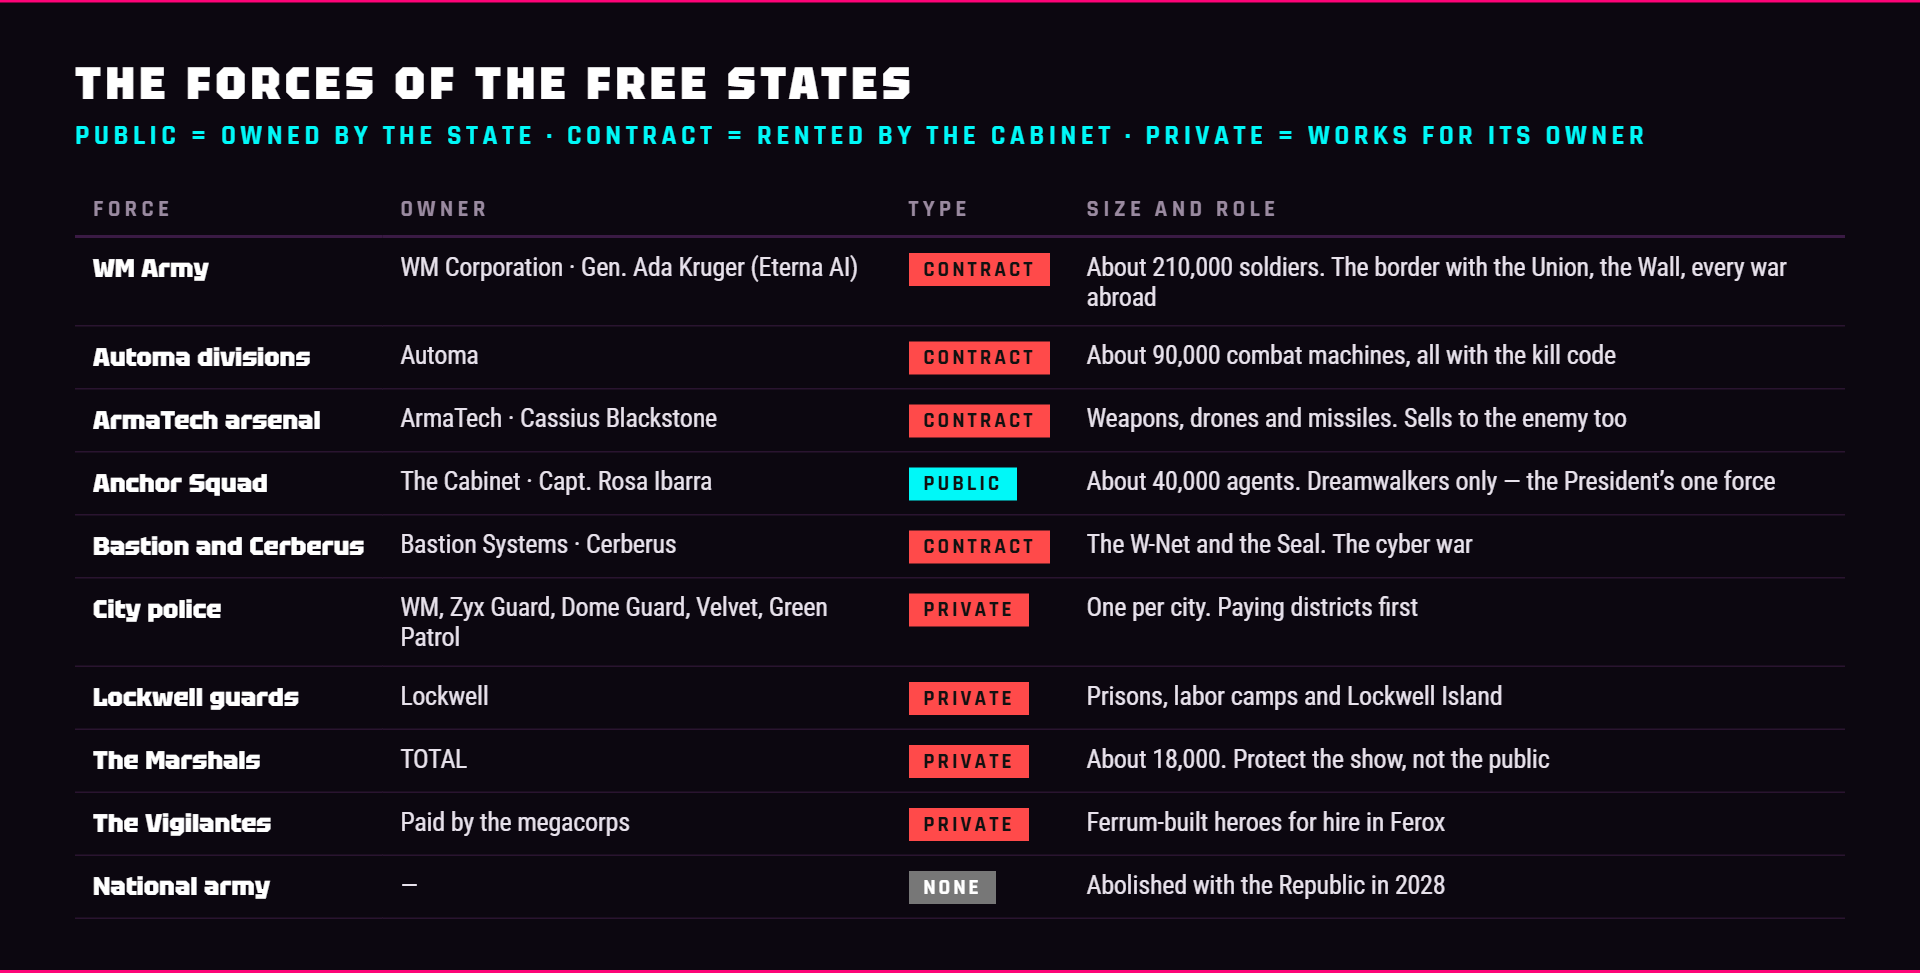 THE FORCES OF THE FREE STATES
PUBLIC = OWNED BY THE STATE · CONTRACT = RENTED BY THE CABINET · PRIVATE = WORKS FOR ITS OWNER
FORCE OWNER TYPE SIZE AND ROLE
WM Army WM Corporation · Gen. Ada Kruger (Eterna AI) CONTRACT About 210,000 soldiers. The border with the Union, the Wall, every war
abroad
Automa divisions Automa CONTRACT About 90,000 combat machines, all with the kill code
ArmaTech arsenal ArmaTech · Cassius Blackstone CONTRACT Weapons, drones and missiles. Sells to the enemy too
Anchor Squad The Cabinet · Capt. Rosa Ibarra PUBLIC About 40,000 agents. Dreamwalkers only — the President’s one force
Bastion and Cerberus Bastion Systems · Cerberus CONTRACT The W-Net and the Seal. The cyber war
City police WM, Zyx Guard, Dome Guard, Velvet, Green PRIVATE One per city. Paying districts first
Patrol
Lockwell guards Lockwell PRIVATE Prisons, labor camps and Lockwell Island
The Marshals TOTAL PRIVATE About 18,000. Protect the show, not the public
The Vigilantes Paid by the megacorps PRIVATE Ferrum-built heroes for hire in Ferox
National army — NONE Abolished with the Republic in 2028